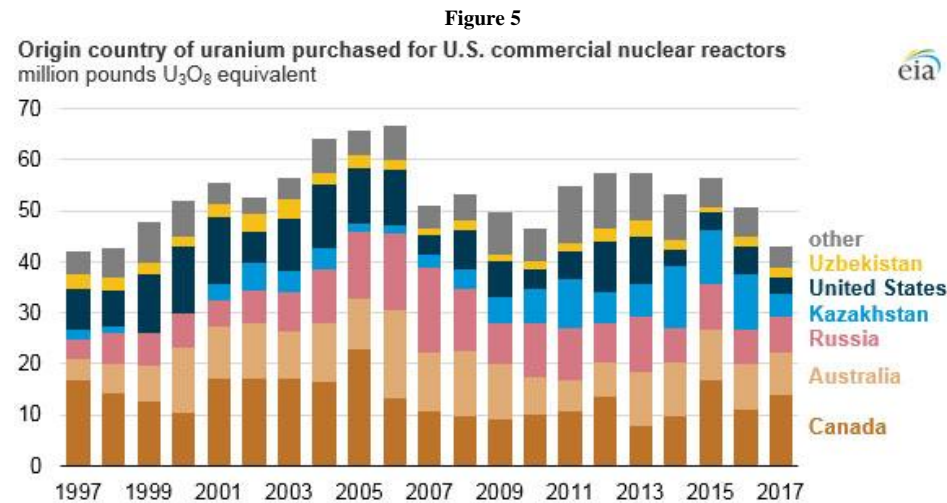 Figure 5
Origin country of uranium purchased for U.S. commercial nuclear reactors
million pounds U₃O₈ equivalent
eia
70
60
50
40
30
20
10
0
other
Uzbekistan
United States
Kazakhstan
Russia
Australia
Canada
1997 1999 2001 2003 2005 2007 2009 2011 2013 2015 2017